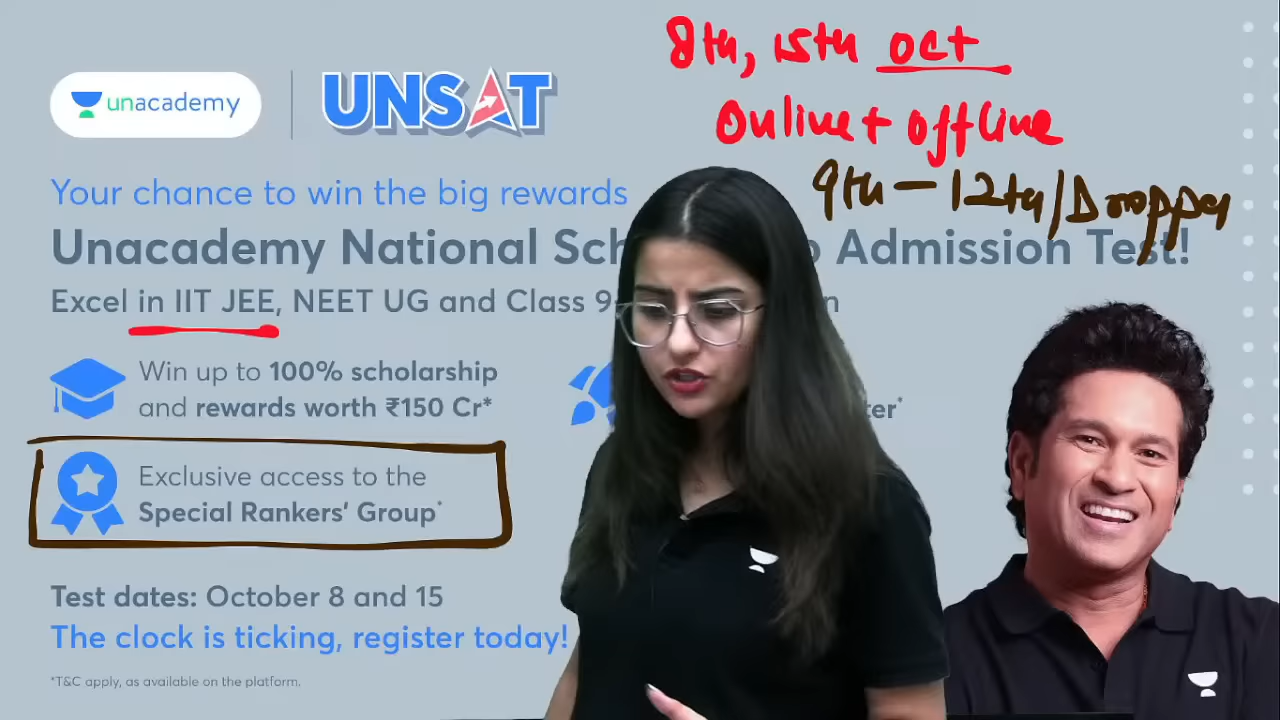 8th, 15th oct
Online + offline
9th - 12th / Dropper
unacademy
UNSAT
Your chance to win the big rewards
Unacademy National Sch Admission Test!
Excel in IIT JEE, NEET UG and Class 9
Win up to 100% scholarship
and rewards worth ₹150 Cr*
Exclusive access to the
Special Rankers' Group*
Test dates: October 8 and 15
The clock is ticking, register today!
*T&C apply, as available on the platform.